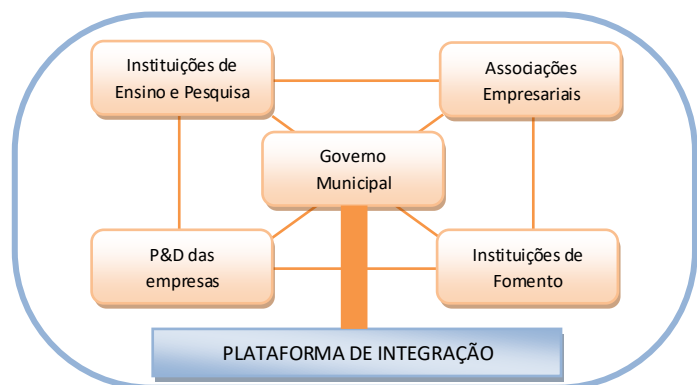 Instituições de
Ensino e Pesquisa
Associações
Empresariais
Governo
Municipal
P&D das
empresas
Instituições de
Fomento
PLATAFORMA DE INTEGRAÇÃO